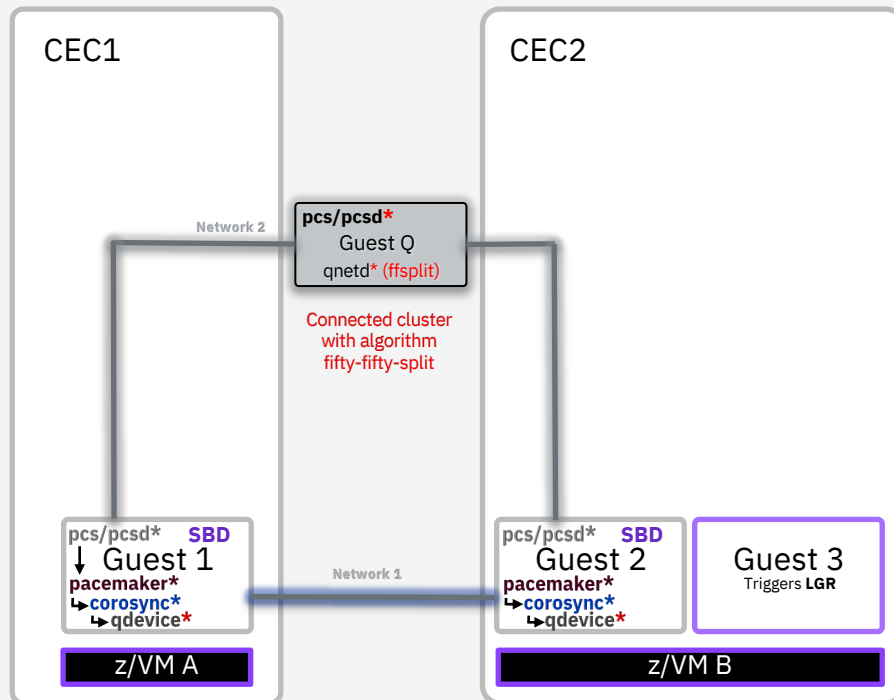 CEC1
CEC2
Network 2
pcs/pcsd*
Guest Q
qnetd* (ffsplit)
Connected cluster
with algorithm
fifty-fifty-split
pcs/pcsd* SBD
Guest 1
pacemaker*
corosync*
qdevice*
Network 1
pcs/pcsd* SBD
Guest 2
pacemaker*
corosync*
qdevice*
Guest 3
Triggers LGR
z/VM A
z/VM B